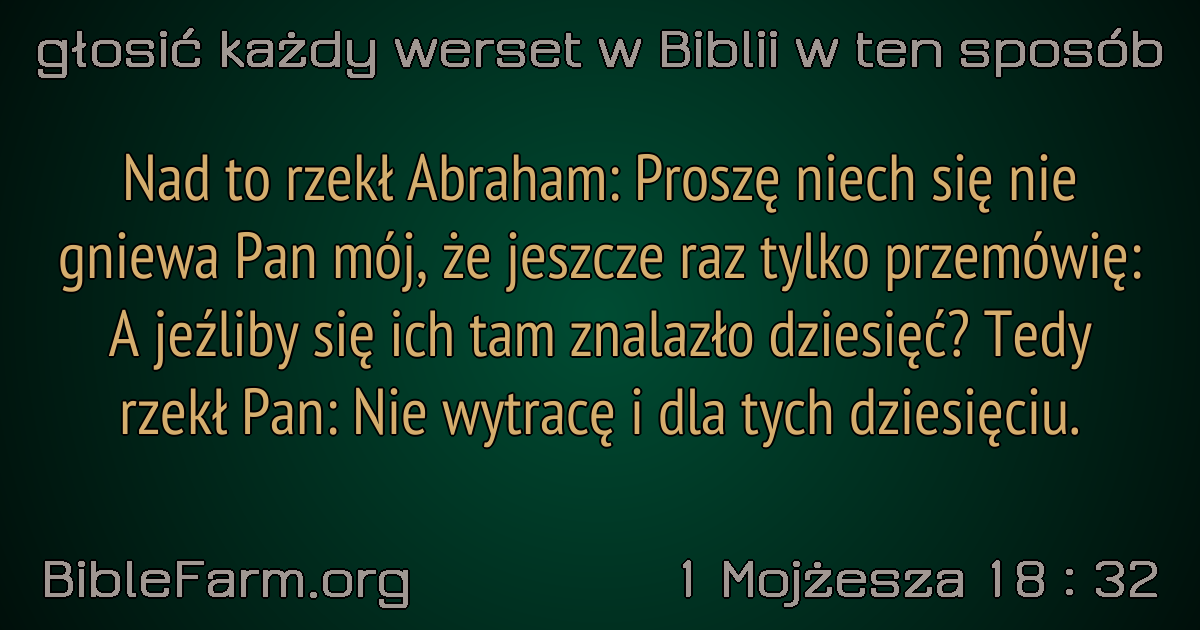 głosić każdy werset w Biblii w ten sposób
Nad to rzekł Abraham: Proszę niech się nie
gniewa Pan mój, że jeszcze raz tylko przemówię:
A jeźliby się ich tam znalazło dziesięć? Tedy
rzekł Pan: Nie wytracę i dla tych dziesięciu.
BibleFarm.org
1 Mojżesza 18 : 32